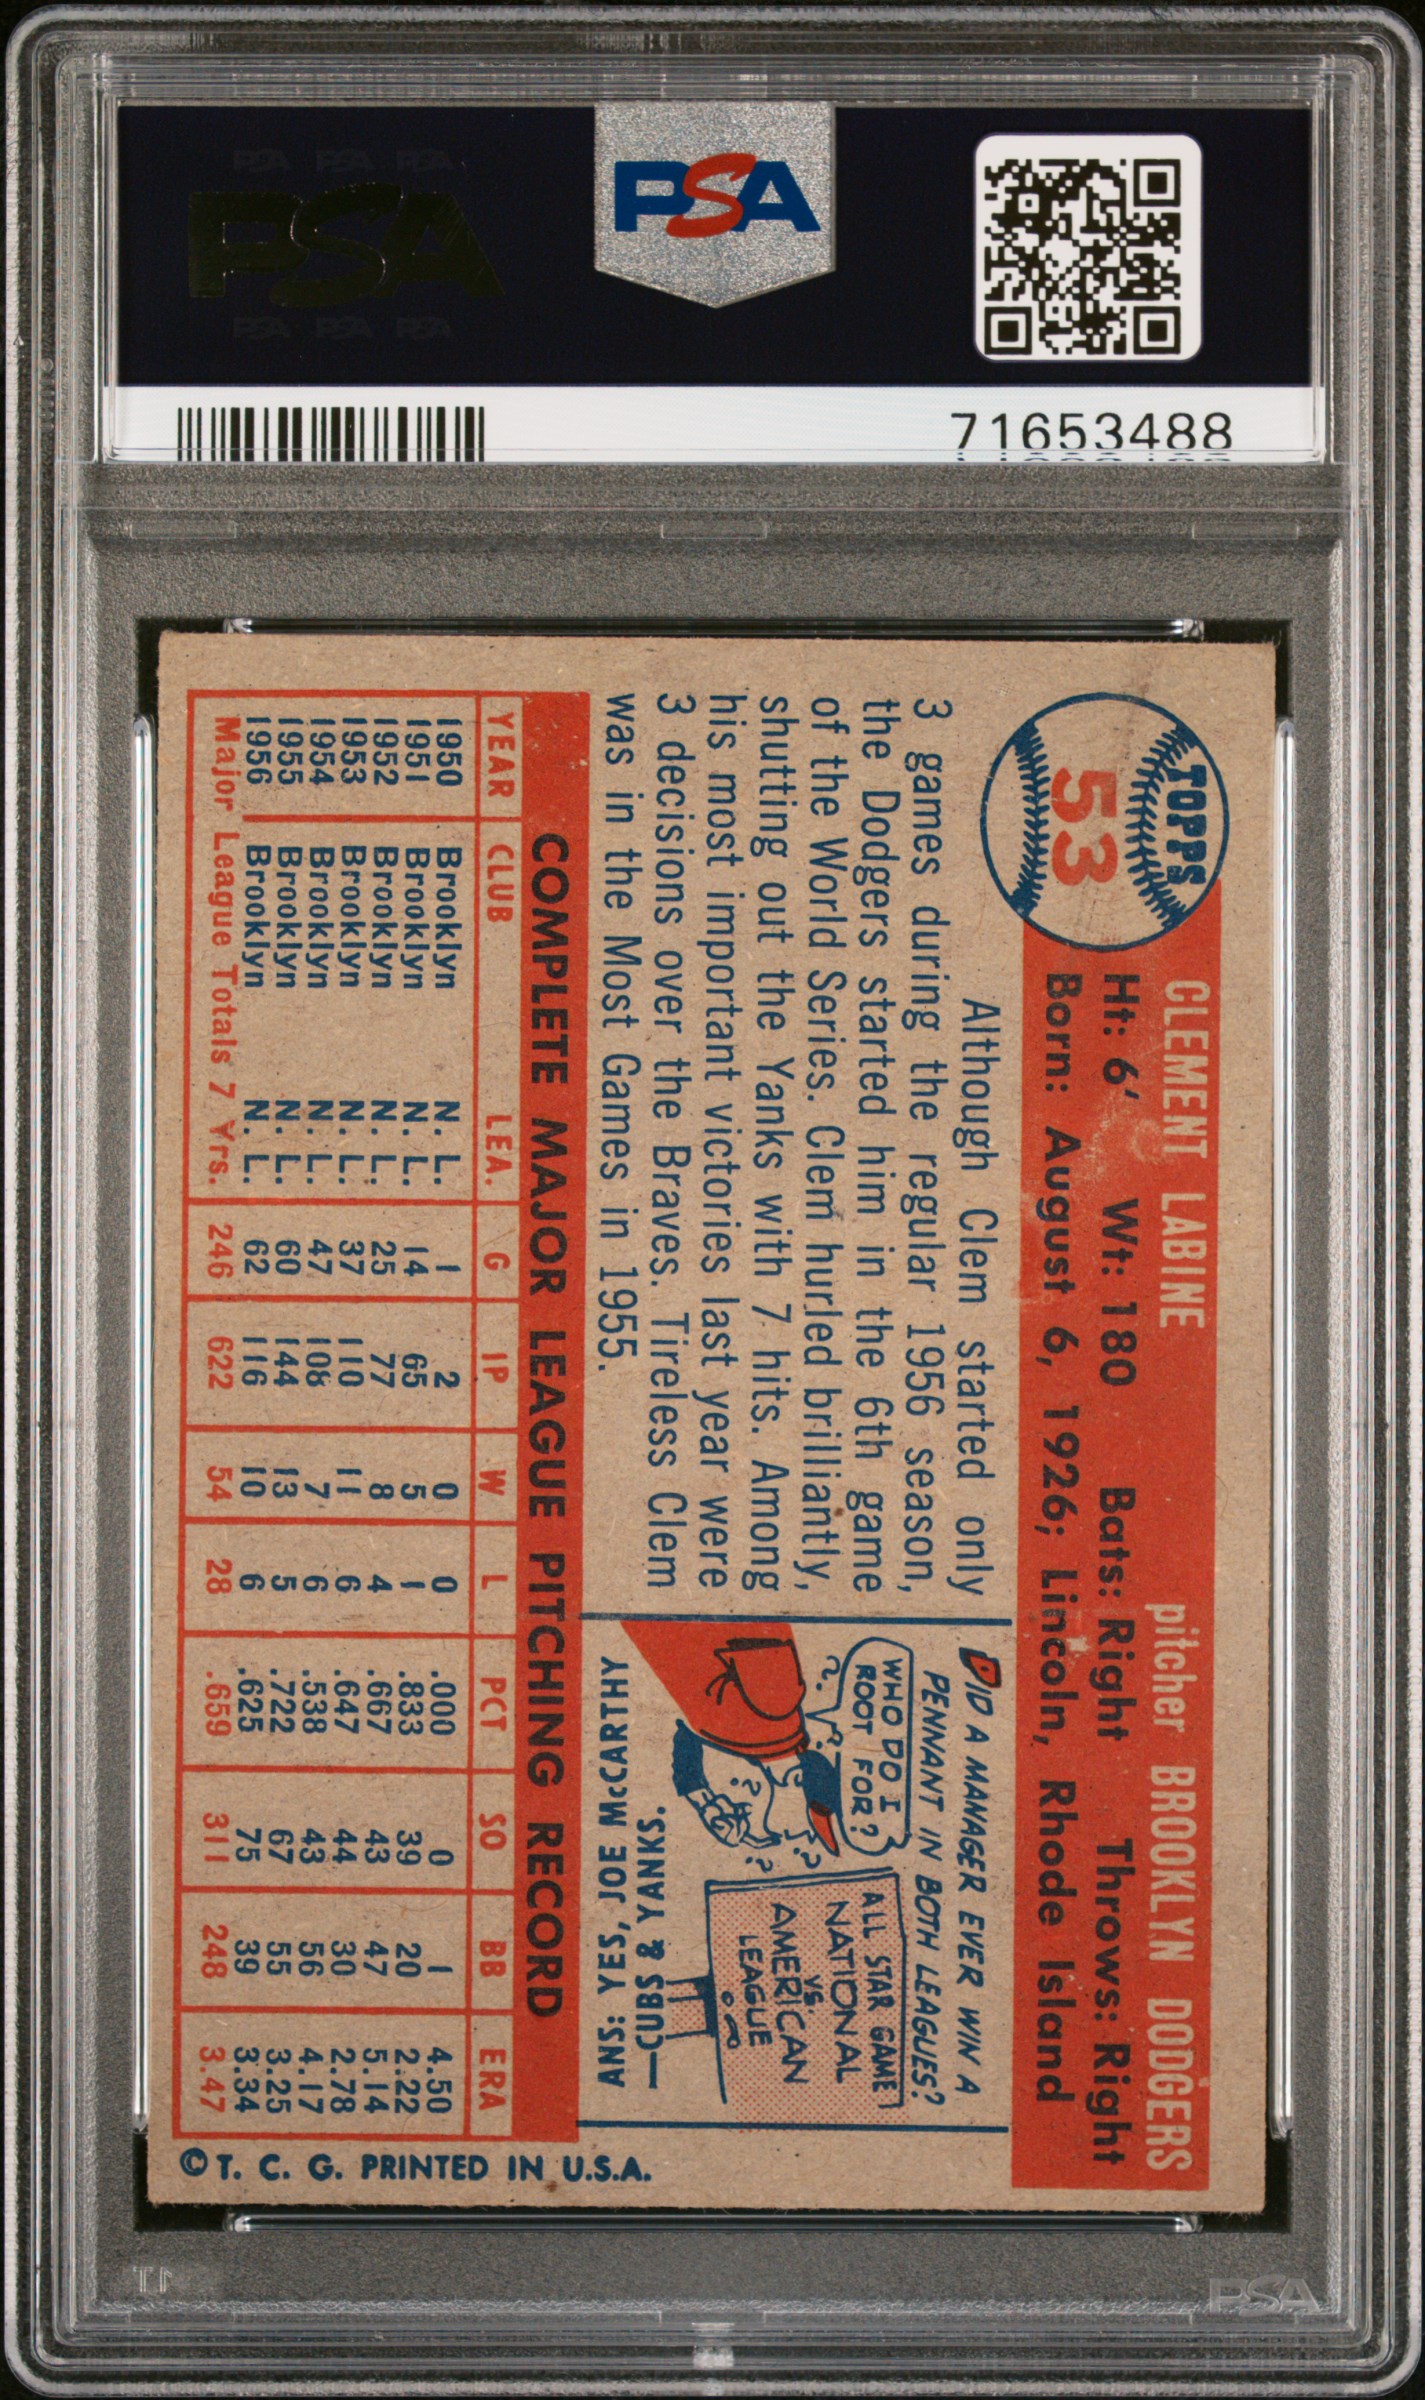 PSA PSA PSA
PSA
PSA PSA PSA
PSA
71653488
TOPPS
53
CLEMENT LABINE pitcher BROOKLYN DODGERS
Ht: 6' Wt: 180 Bats: Right Throws: Right
Born: August 6, 1926; Lincoln, Rhode Island
Although Clem started only
3 games during the regular 1956 season,
the Dodgers started him in the 6th game
of the World Series. Clem hurled brilliantly,
shutting out the Yanks with 7 hits. Among
his most important victories last year were
3 decisions over the Braves. Tireless Clem
was in the Most Games in 1955.
DID A MANAGER EVER WIN A
PENNANT IN BOTH LEAGUES?
WHO DO I
ROOT FOR?
? ? ? ? ? ?
ALL STAR GAME
NATIONAL
VS
AMERICAN
LEAGUE
ANS: YES, JOE McCARTHY
—CUBS & YANKS.
COMPLETE MAJOR LEAGUE PITCHING RECORD
YEAR CLUB LEA. G IP W L PCT SO BB ERA
1950 Brooklyn N. L. 1 2 0 0 .000 0 1 4.50
1951 Brooklyn N. L. 14 65 5 1 .833 39 20 2.22
1952 Brooklyn N. L. 25 77 8 4 .667 43 47 5.14
1953 Brooklyn N. L. 37 110 11 6 .647 44 30 2.78
1954 Brooklyn N. L. 47 108 7 6 .538 43 56 4.17
1955 Brooklyn N. L. 60 144 13 5 .722 67 55 3.25
1956 Brooklyn N. L. 62 116 10 6 .625 75 39 3.34
Major League Totals 7 Yrs. 246 622 54 28 .659 311 248 3.47
© T. C. G. PRINTED IN U.S.A.
PSA